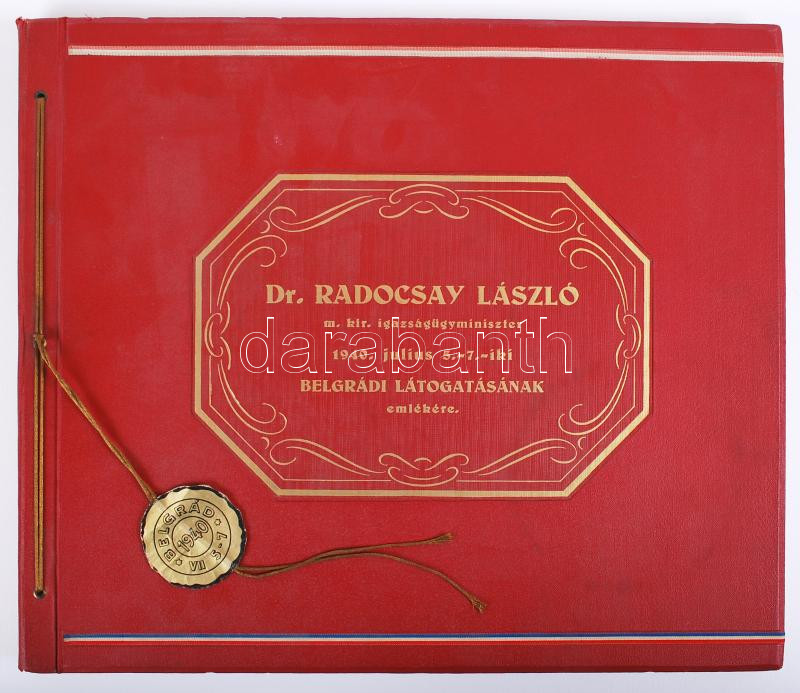 Dr. RADOCSAY LÁSZLÓ
m. kir. igazságügyminiszter
1940. július 5.-7.-iki
BELGRÁDI LÁTOGATÁSÁNAK
emlékére.
darabanth
BELGRÁD
1940
VII 5-7